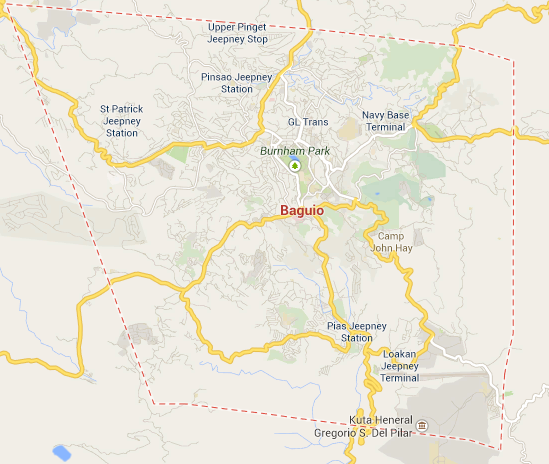 Upper Pinget
Jeepney Stop
Pinsao Jeepney
Station
St Patrick
Jeepney
Station
GL Trans
Navy Base
Terminal
Burnham Park
Baguio
Camp
John Hay
Pias Jeepney
Station
Loakan
Jeepney
Terminal
Kuta Heneral
Gregorio S. Del Pilar